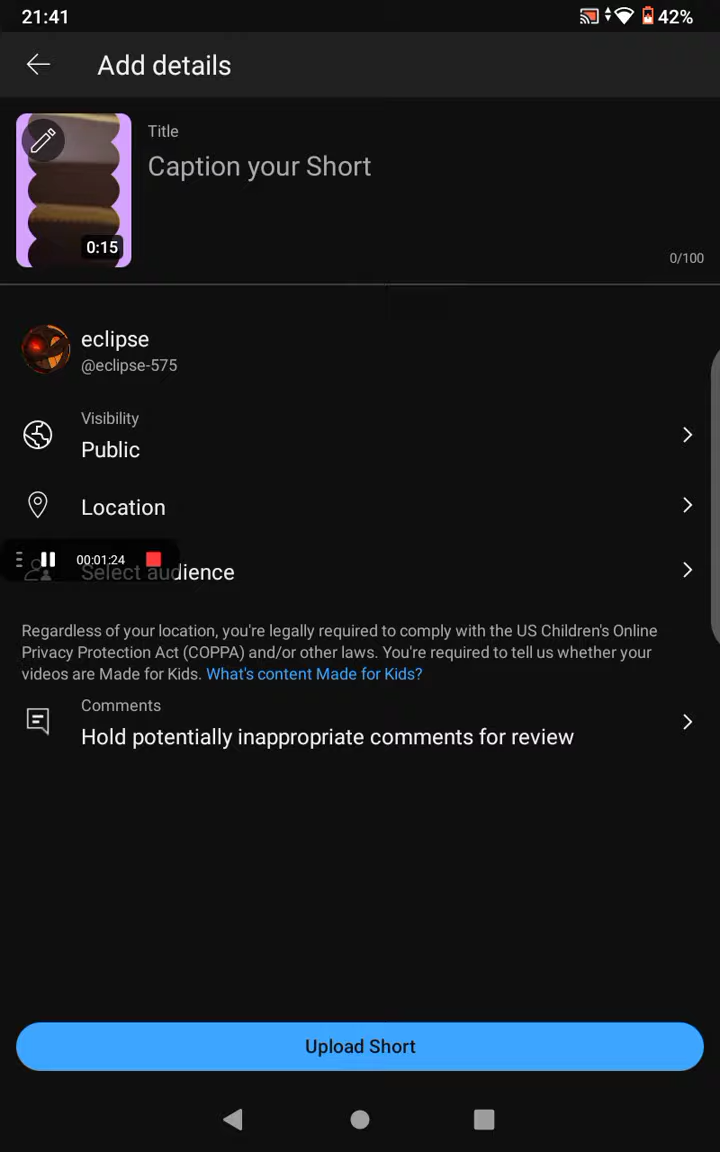 21:41
42%
Add details
Title
Caption your Short
0:15
0/100
eclipse
@eclipse-575
Visibility
Public
Location
00:01:24
Select audience
Regardless of your location, you're legally required to comply with the US Children's Online
Privacy Protection Act (COPPA) and/or other laws. You're required to tell us whether your
videos are Made for Kids. What's content Made for Kids?
Comments
Hold potentially inappropriate comments for review
Upload Short